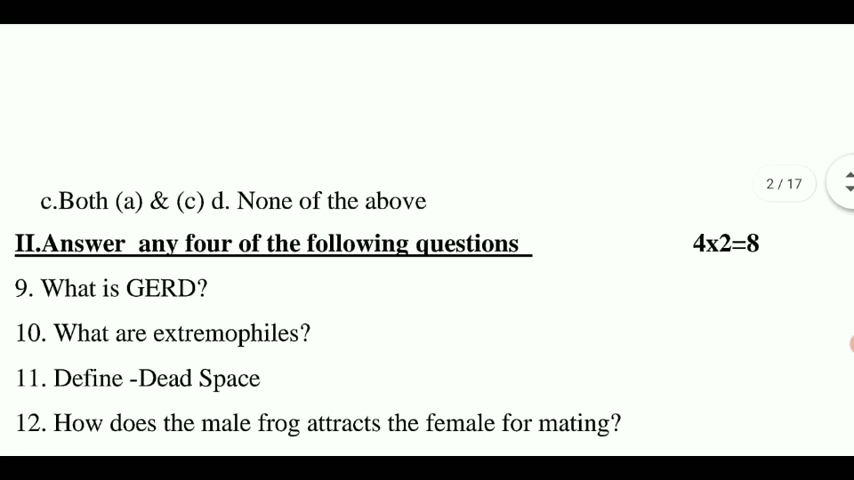 c.Both (a) & (c) d. None of the above
2 / 17
II.Answer any four of the following questions 4x2=8
9. What is GERD?
10. What are extremophiles?
11. Define -Dead Space
12. How does the male frog attracts the female for mating?